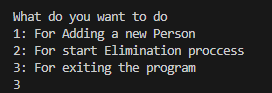 What do you want to do
1: For Adding a new Person
2: For start Elimination proccess
3: For exiting the program
3